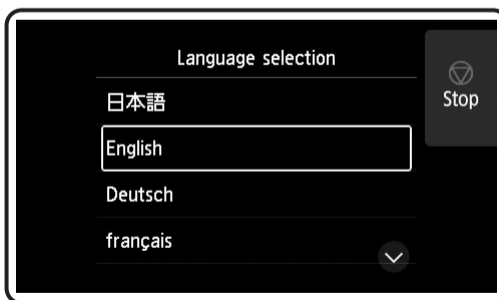 Language selection
Stop
日本語
English
Deutsch
français